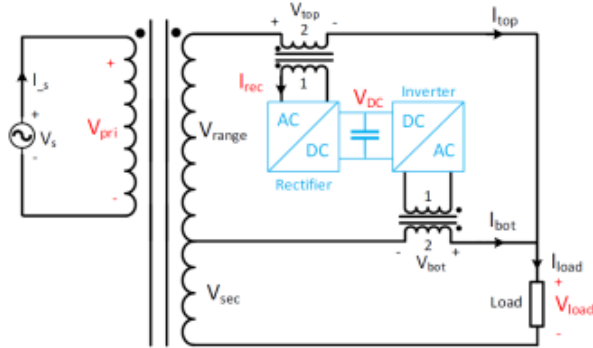 + V_top -
2
I_top
I_s
+
I_rec
1
V_DC
Inverter
+
V_s
-
V_pri
V_range
AC
DC
DC
AC
-
Rectifier
1
I_bot
2
- V_bot +
I_load
V_sec
Load
+
V_load
-